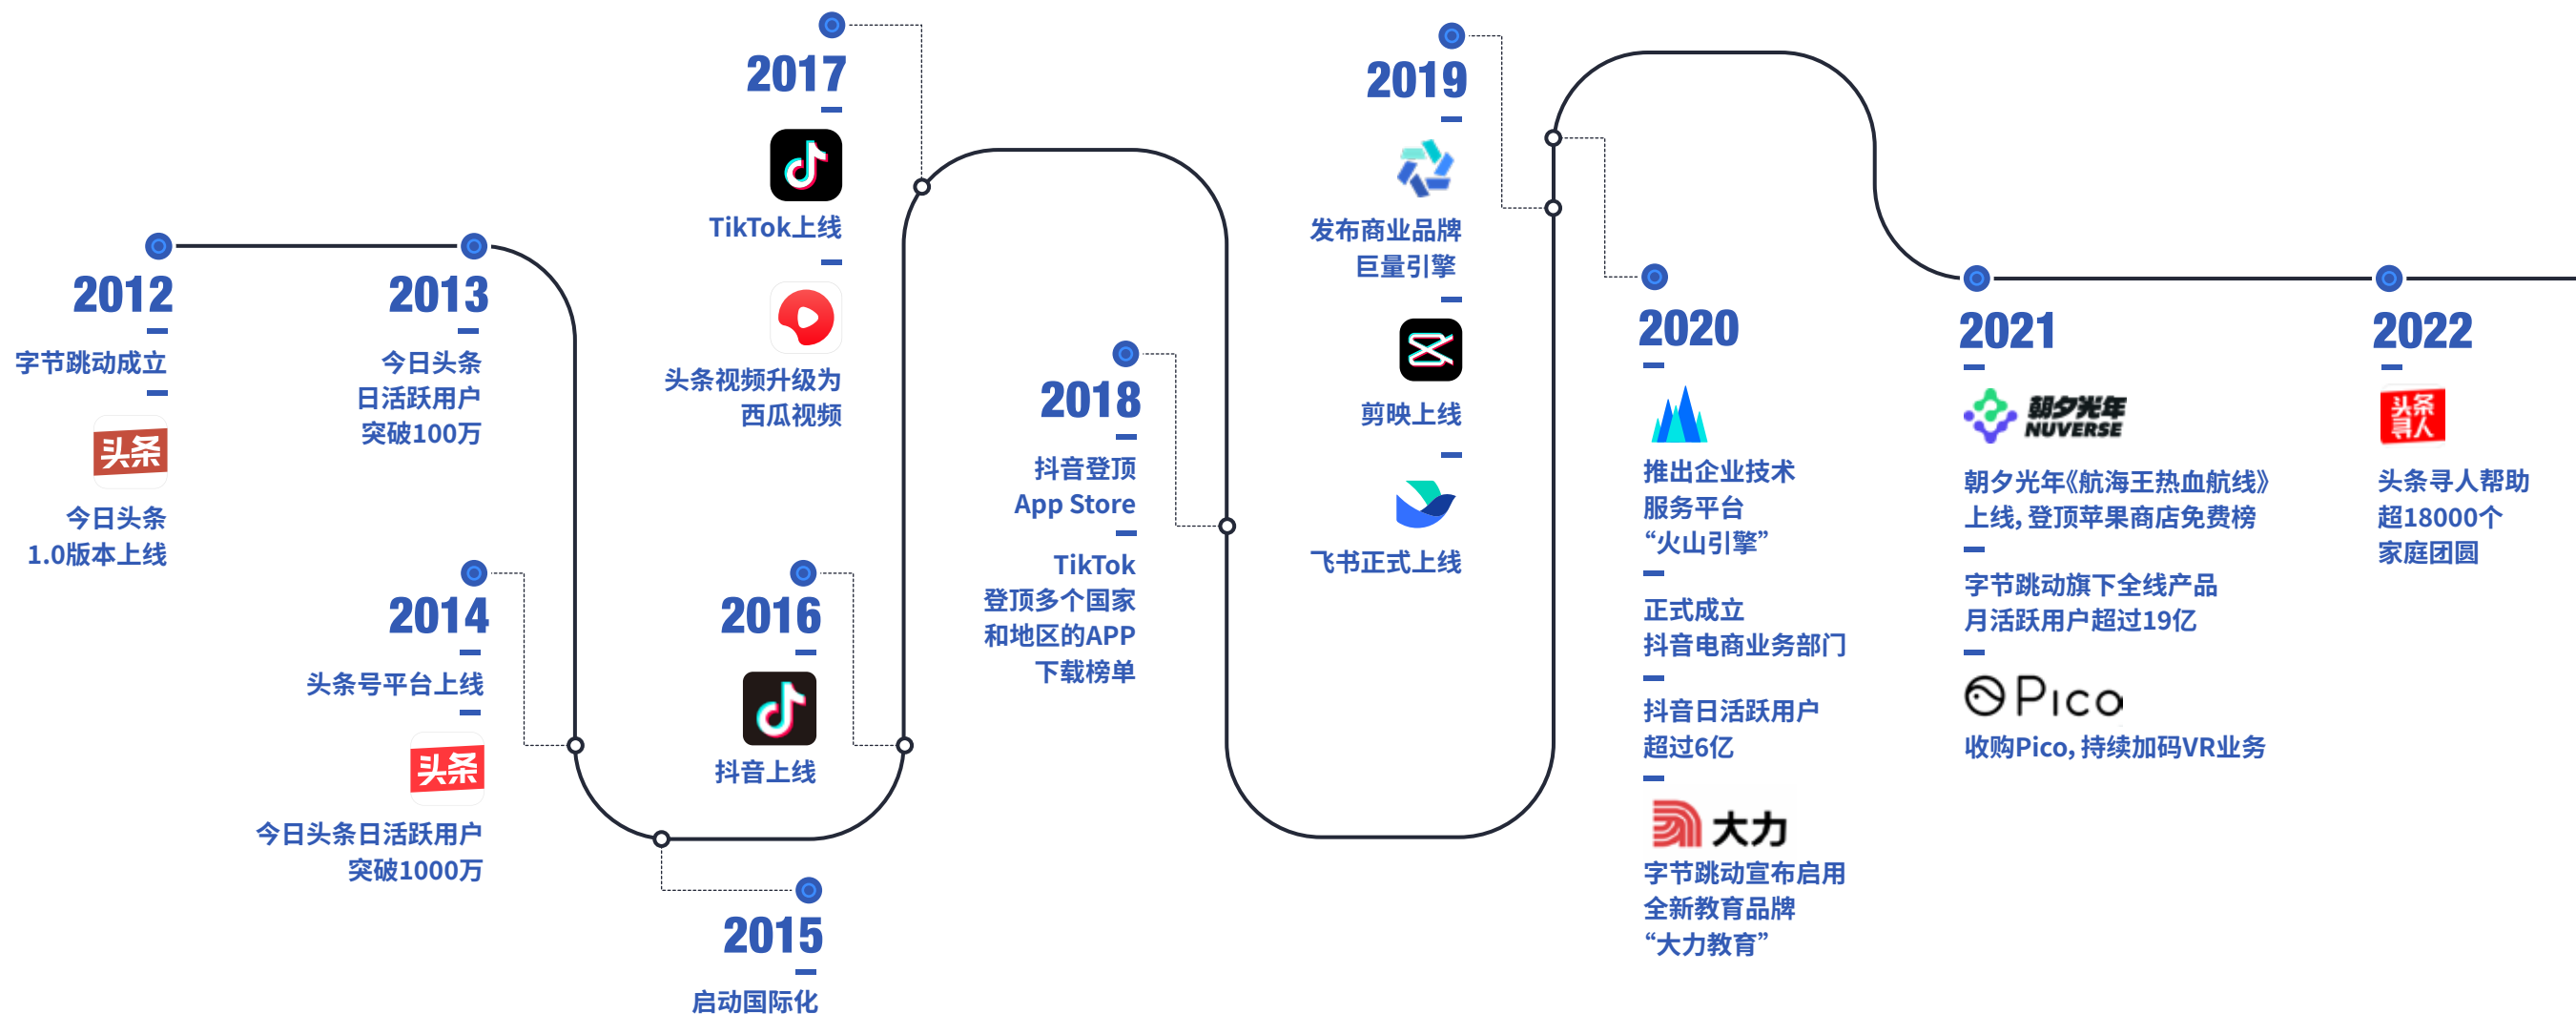 2012
字节跳动成立
头条
今日头条
1.0版本上线
2013
今日头条
日活跃用户
突破100万
2014
头条号平台上线
头条
今日头条日活跃用户
突破1000万
2015
启动国际化
2016
抖音上线
2017
TikTok上线
头条视频升级为
西瓜视频
2018
抖音登顶
App Store
TikTok
登顶多个国家
和地区的APP
下载榜单
2019
发布商业品牌
巨量引擎
剪映上线
飞书正式上线
2020
推出企业技术
服务平台
“火山引擎”
正式成立
抖音电商业务部门
抖音日活跃用户
超过6亿
大力
字节跳动宣布启用
全新教育品牌
“大力教育”
2021
朝夕光年
NUVERSE
朝夕光年《航海王热血航线》
上线，登顶苹果商店免费榜
字节跳动旗下全线产品
月活跃用户超过19亿
Pico
收购Pico，持续加码VR业务
2022
头条
寻人
头条寻人帮助
超18000个
家庭团圆